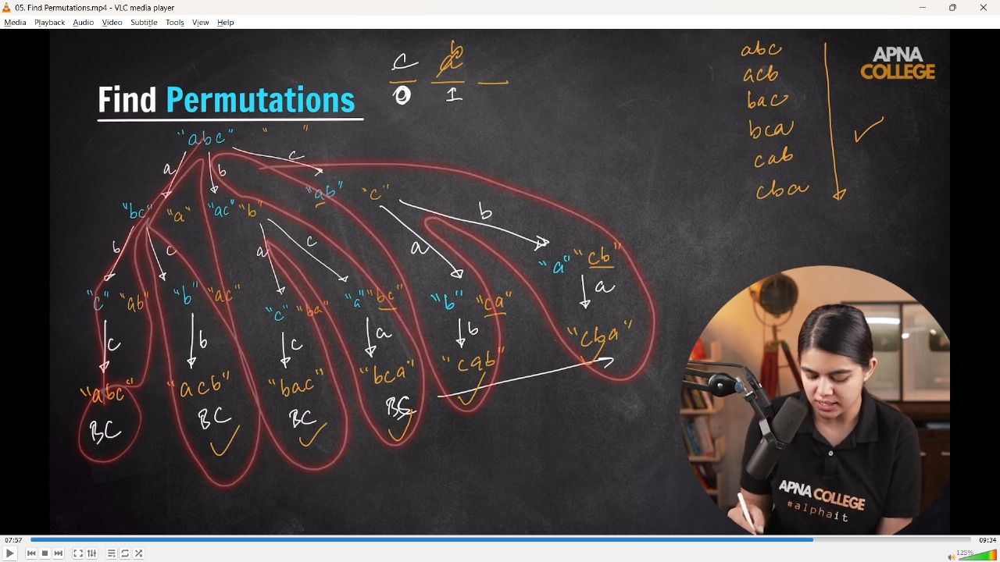 05. Find Permutations.mp4 - VLC media player
Media Playback Audio Video Subtitle Tools View Help
c a b
0 1
Find Permutations
abc
acb
bac
bca
cab
cba
APNA
COLLEGE
"abc" " "
a b c
"bc" "a" "ac" "b" "ab" "c"
b c a c a b
"c" "ab" "b" "ac" "c" "ba" "a" "bc" "b" "ca" "a" "cb"
c b c a b a
"abc" "acb" "bac" "bca" "cab" "cba"
BC BC BC BC
APNA COLLEGE
#alphait
07:57 09:34
125%